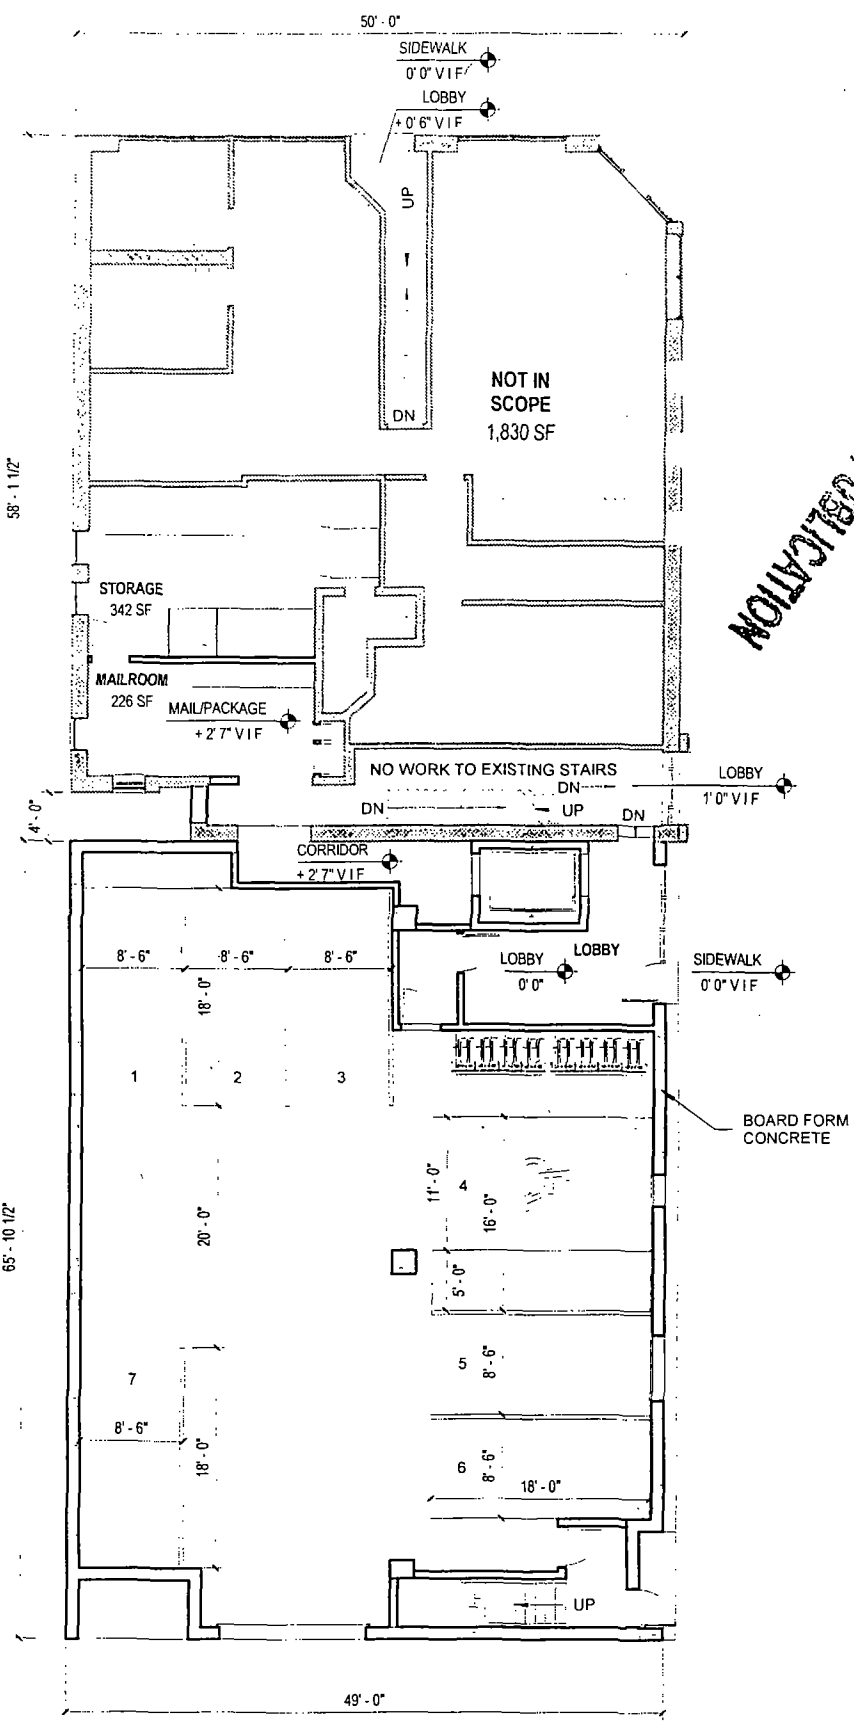 50' - 0"
SIDEWALK
0' 0" V I F
LOBBY
+ 0' 6" V I F
UP
DN
NOT IN
SCOPE
1,830 SF
58' - 1 1/2"
STORAGE
342 SF
MAILROOM
226 SF
MAIL/PACKAGE
+ 2' 7" V I F
NO WORK TO EXISTING STAIRS
DN
LOBBY
1' 0" V I F
DN
UP
DN
4' - 0"
CORRIDOR
+ 2' 7" V I F
LOBBY
LOBBY
0' 0"
SIDEWALK
0' 0" V I F
8' - 6"
8' - 6"
8' - 6"
18' - 0"
1
2
3
BOARD FORM
CONCRETE
11' - 0"
4
16' - 0"
20' - 0"
65' - 10 1/2"
5' - 0"
5
8' - 6"
7
8' - 6"
18' - 0"
6
8' - 6"
18' - 0"
UP
49' - 0"